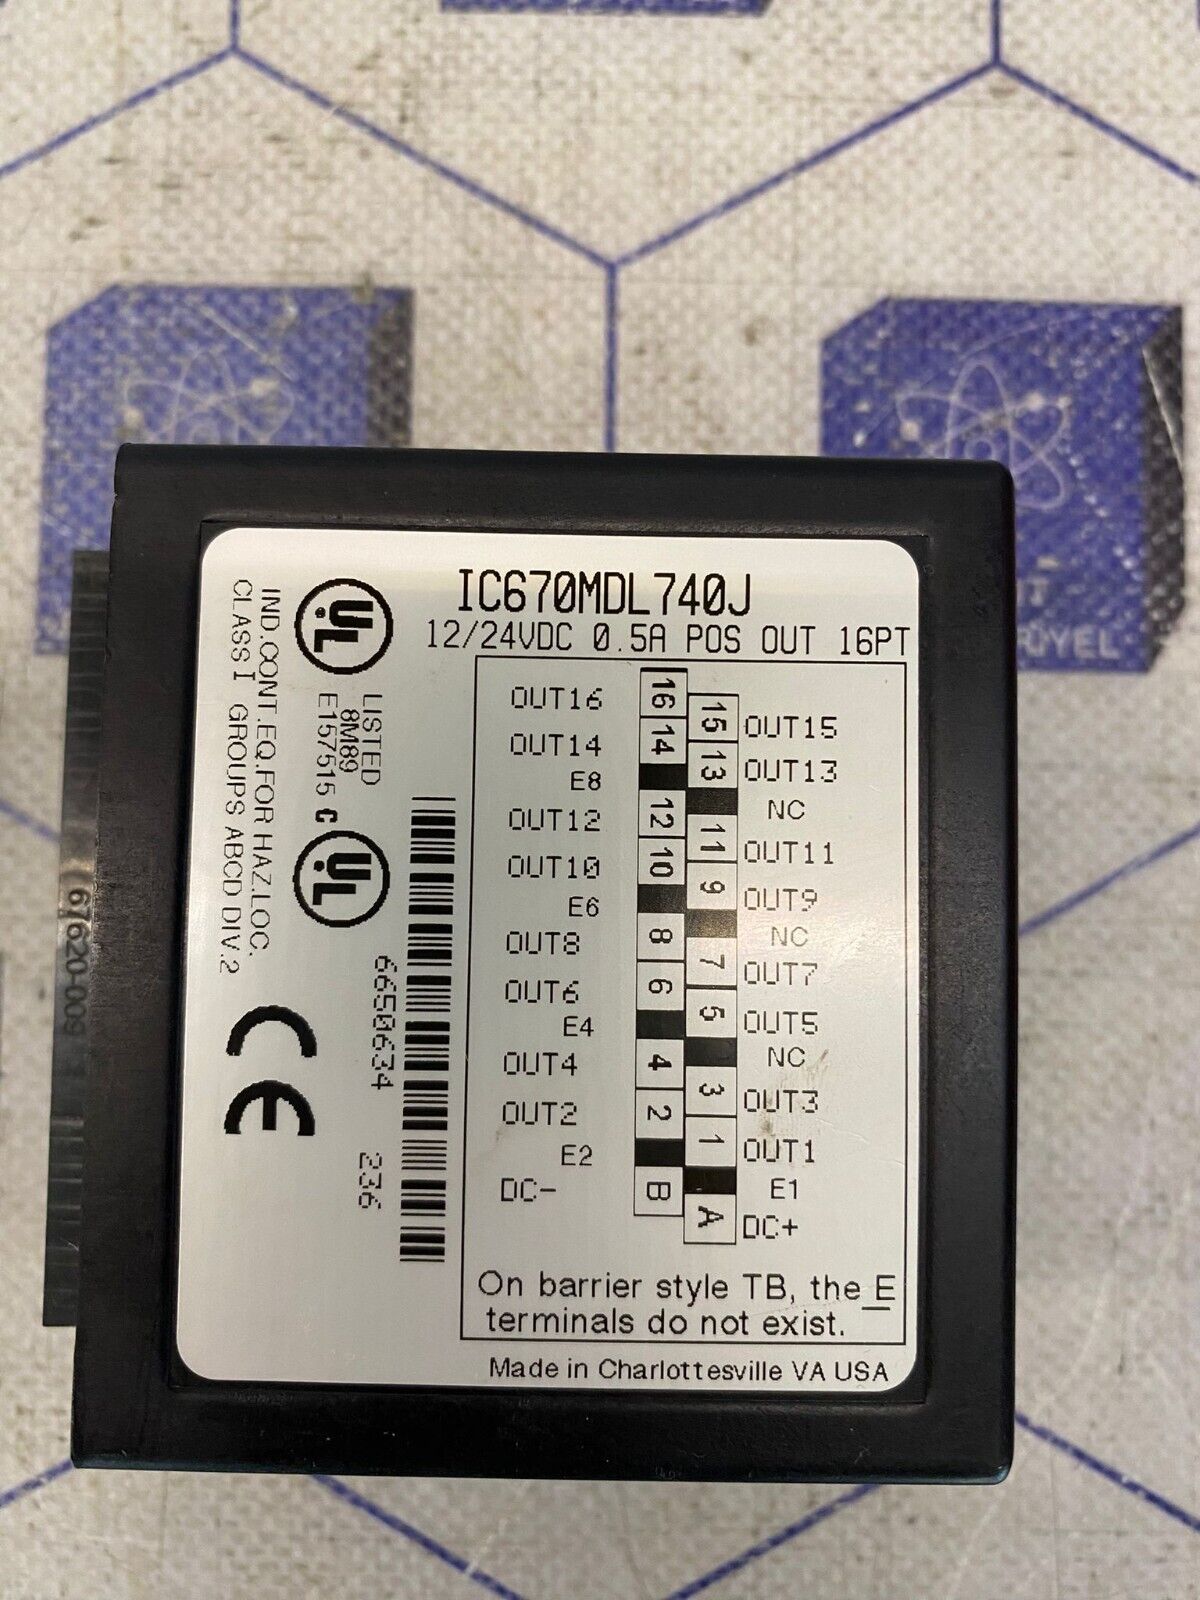 IC670MDL740J
12/24VDC 0.5A POS OUT 16PT
OUT16 16
15 OUT15
OUT14 14
13 OUT13
E8
NC
OUT12 12
11 OUT11
OUT10 10
9 OUT9
E6
NC
OUT8 8
7 OUT7
OUT6 6
5 OUT5
E4
NC
OUT4 4
3 OUT3
OUT2 2
1 OUT1
E2
E1
DC- B
A DC+
On barrier style TB, the E
terminals do not exist.
Made in Charlottesville VA USA
UL
LISTED
8M89
E157515
C UL
IND.CONT.EQ.FOR HAZ.LOC.
CLASS I GROUPS ABCD DIV.2
CE
6650634 236
RÜYEL